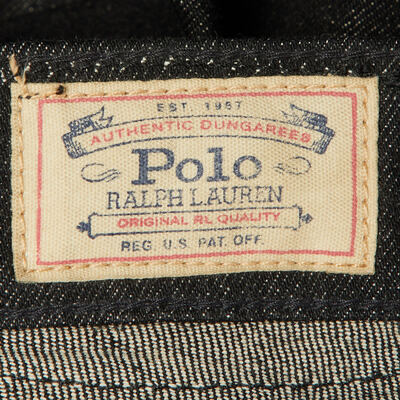 EST. 1967
AUTHENTIC DUNGAREES
Polo
RALPH LAUREN
ORIGINAL RL QUALITY
REG. U.S. PAT. OFF.